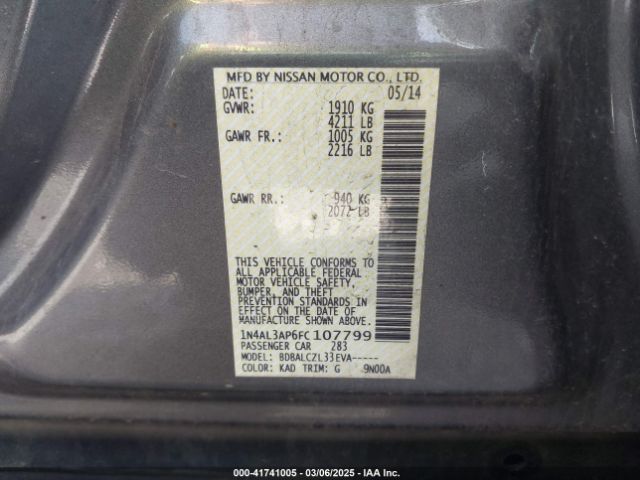 MFD BY NISSAN MOTOR CO., LTD.
DATE: 05/14
GVWR: 1910 KG
4211 LB
GAWR FR.: 1005 KG
2216 LB
GAWR RR.: 940 KG
2072 LB
THIS VEHICLE CONFORMS TO
ALL APPLICABLE FEDERAL
MOTOR VEHICLE SAFETY,
BUMPER, AND THEFT
PREVENTION STANDARDS IN
EFFECT ON THE DATE OF
MANUFACTURE SHOWN ABOVE.
1N4AL3AP6FC107799
PASSENGER CAR 283
MODEL: BDBALCZL33EVA-----
COLOR: KAD TRIM: G 9N00A
000-41741005 - 03/06/2025 - IAA Inc.